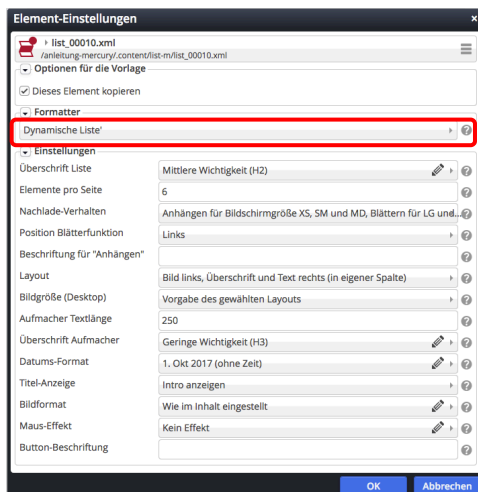 Element-Einstellungen ×
list_00010.xml
/anleitung-mercury/.content/list-m/list_00010.xml
Optionen für die Vorlage
Dieses Element kopieren
Formatter
Dynamische Liste'
Einstellungen
Überschrift Liste Mittlere Wichtigkeit (H2)
Elemente pro Seite 6
Nachlade-Verhalten Anhängen für Bildschirmgröße XS, SM und MD, Blättern für LG und...
Position Blätterfunktion Links
Beschriftung für "Anhängen"
Layout Bild links, Überschrift und Text rechts (in eigener Spalte)
Bildgröße (Desktop) Vorgabe des gewählten Layouts
Aufmacher Textlänge 250
Überschrift Aufmacher Geringe Wichtigkeit (H3)
Datums-Format 1. Okt 2017 (ohne Zeit)
Titel-Anzeige Intro anzeigen
Bildformat Wie im Inhalt eingestellt
Maus-Effekt Kein Effekt
Button-Beschriftung
OK Abbrechen